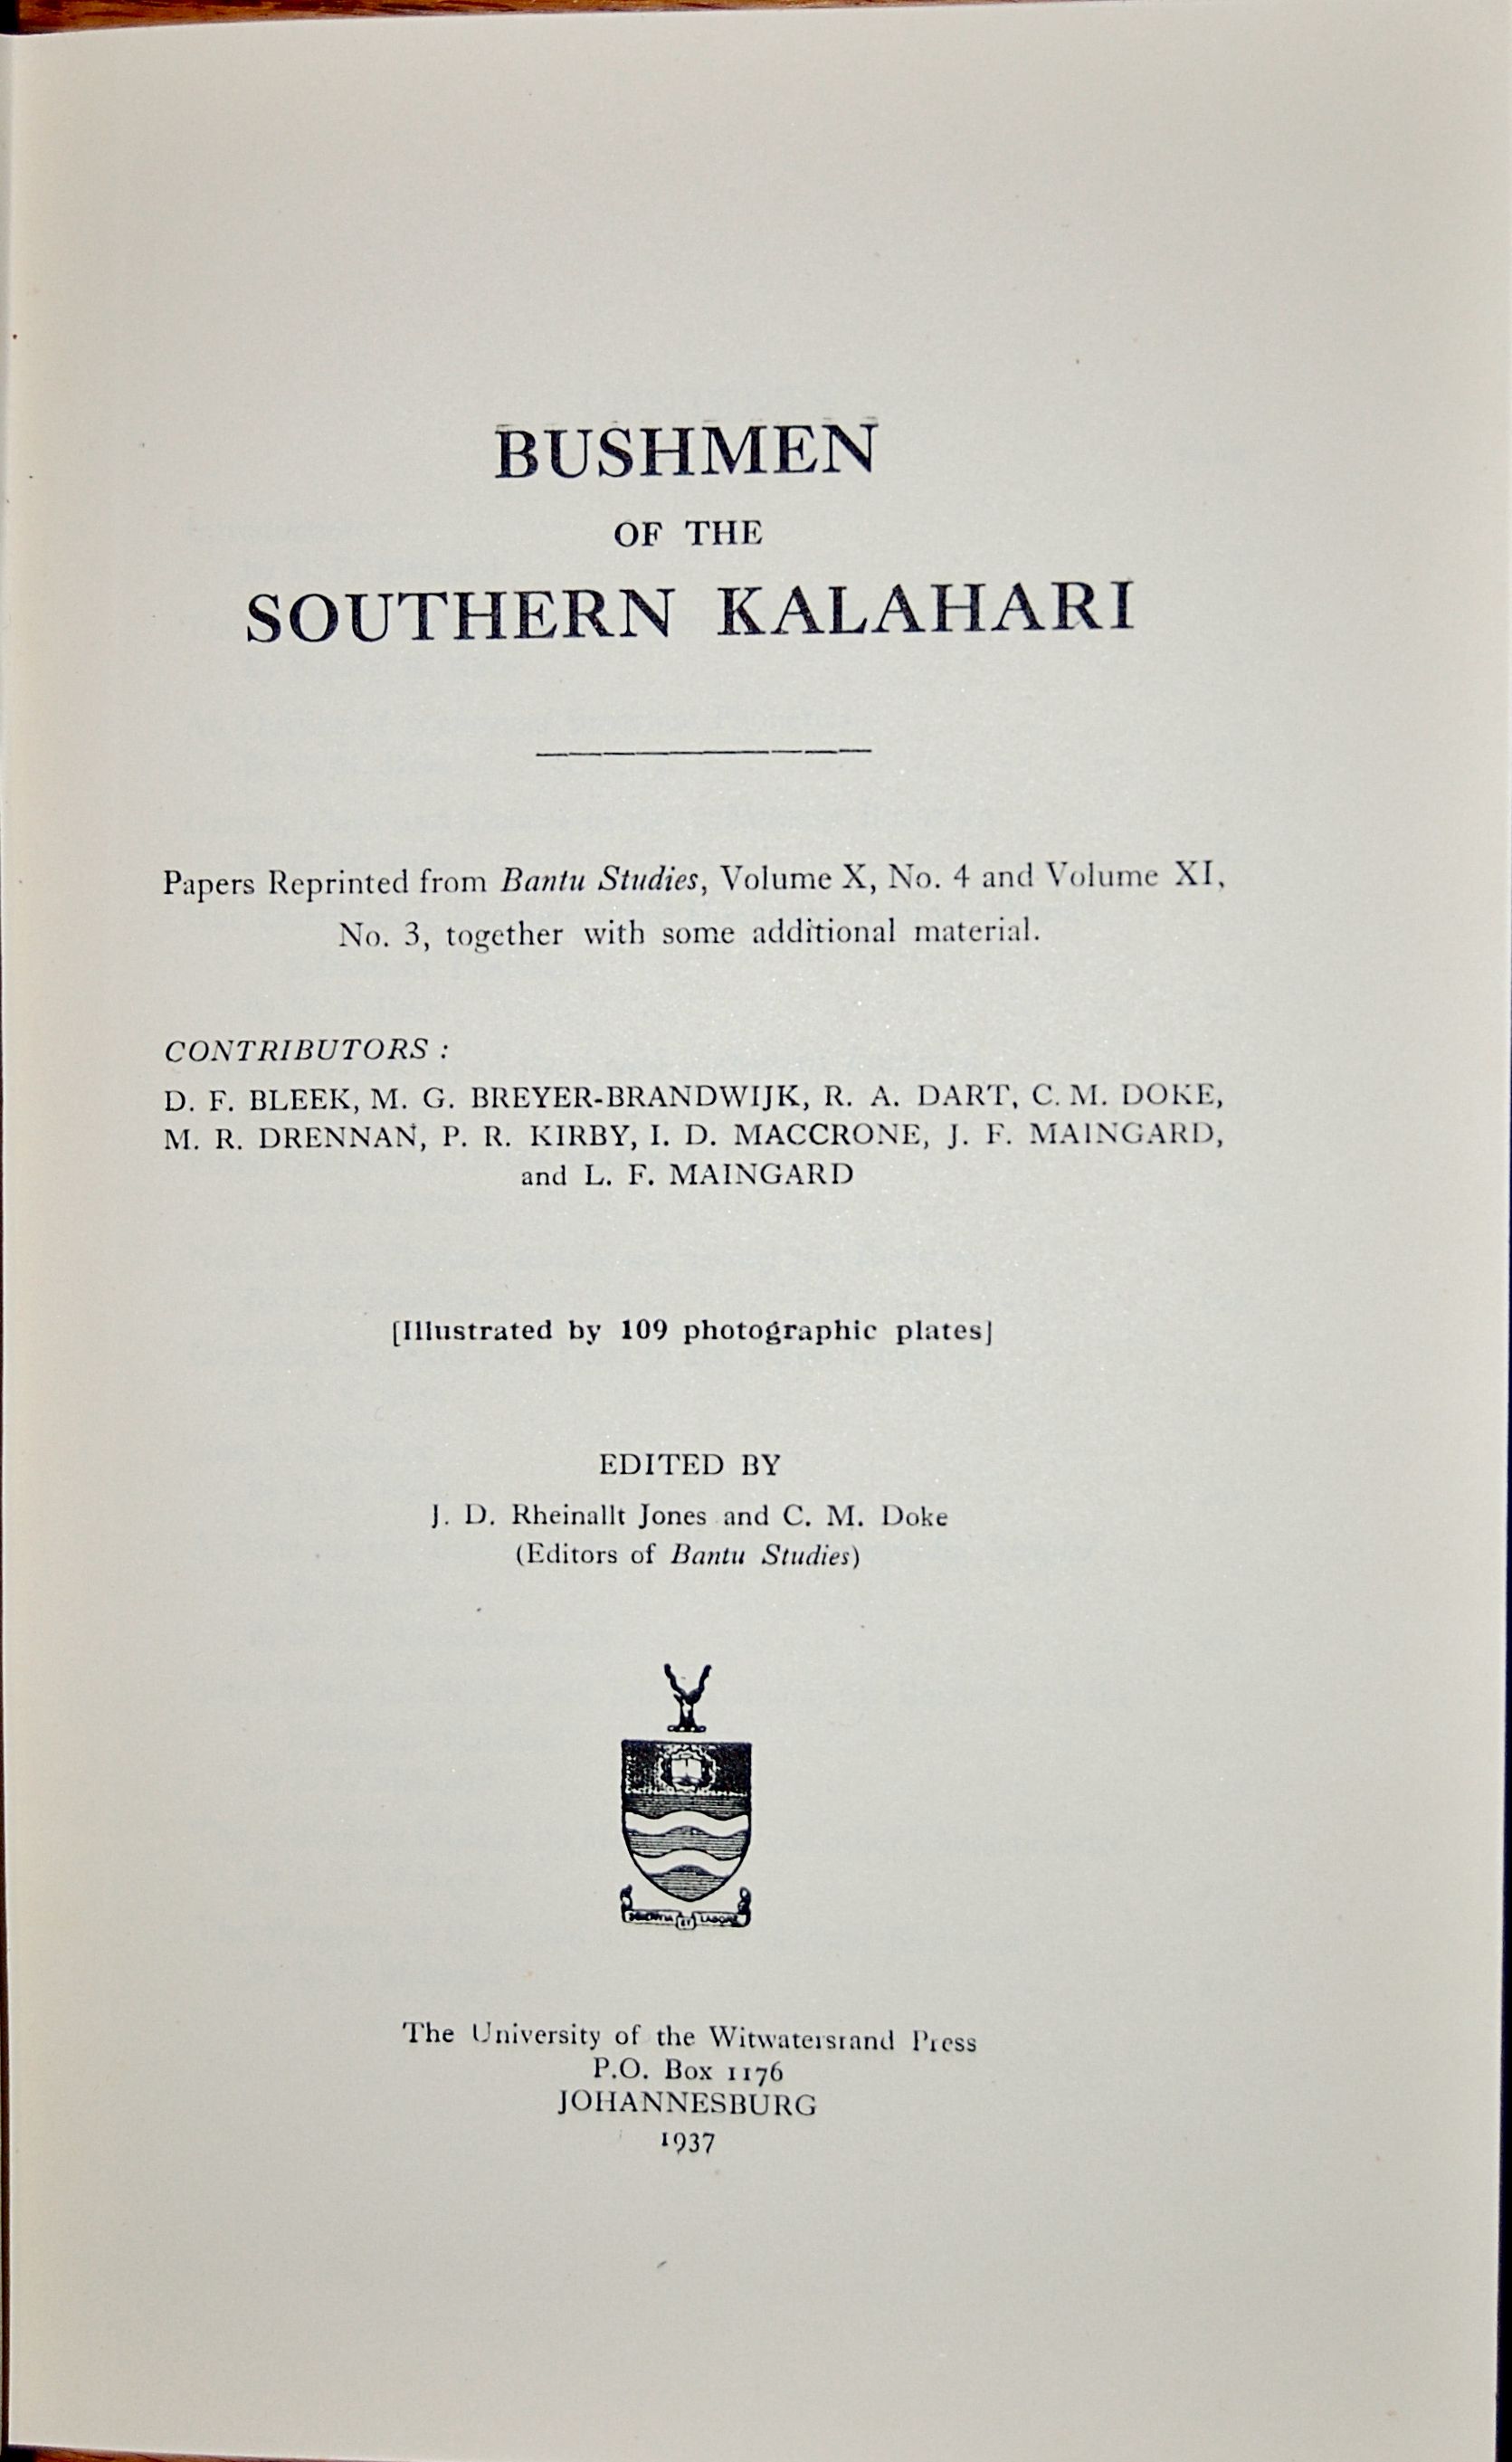 BUSHMEN
OF THE
SOUTHERN KALAHARI
Papers Reprinted from Bantu Studies, Volume X, No. 4 and Volume XI,
No. 3, together with some additional material.
CONTRIBUTORS :
D. F. BLEEK, M. G. BREYER-BRANDWIJK, R. A. DART, C. M. DOKE,
M. R. DRENNAN, P. R. KIRBY, I. D. MACCRONE, J. F. MAINGARD,
and L. F. MAINGARD
[Illustrated by 109 photographic plates]
EDITED BY
J. D. Rheinallt Jones and C. M. Doke
(Editors of Bantu Studies)
SCIENTIA ET LABORE
The University of the Witwatersrand Press
P.O. Box 1176
JOHANNESBURG
1937